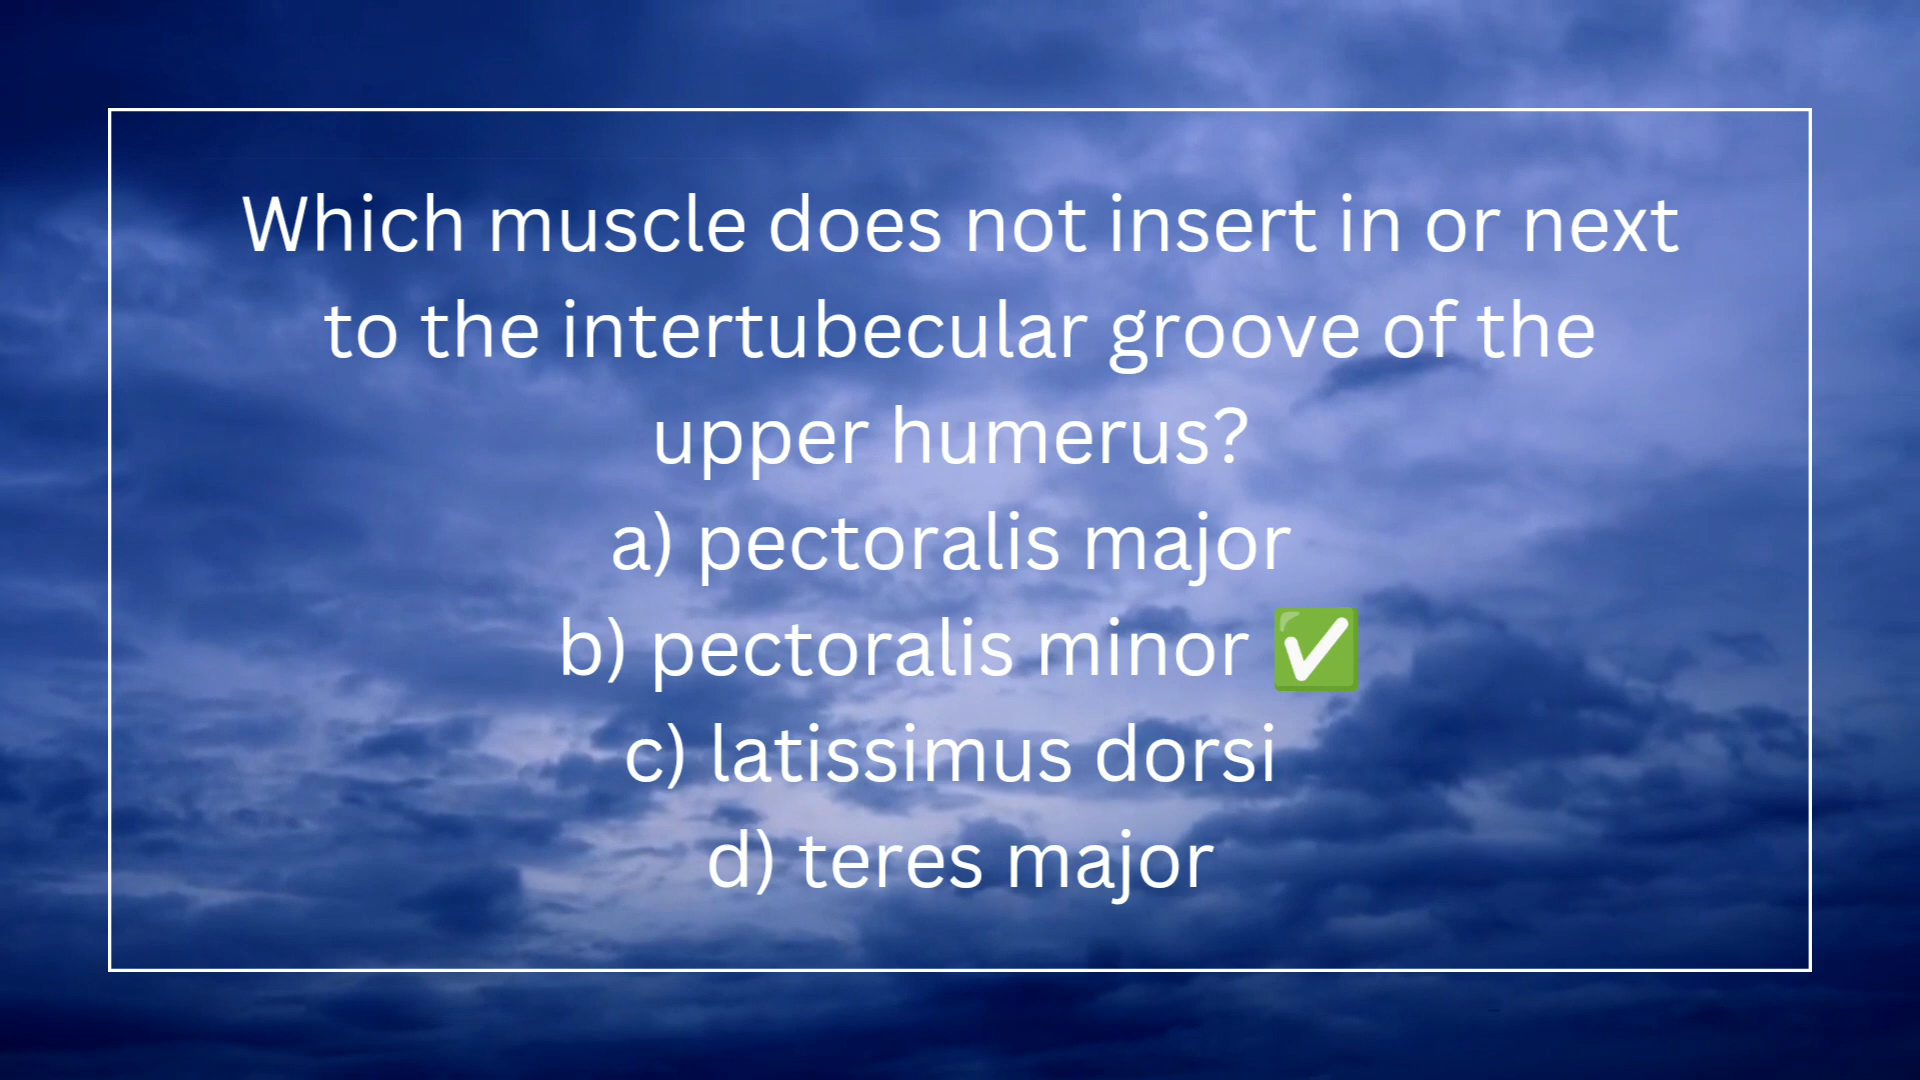 Which muscle does not insert in or next
to the intertubecular groove of the
upper humerus?
a) pectoralis major
b) pectoralis minor ✅
c) latissimus dorsi
d) teres major